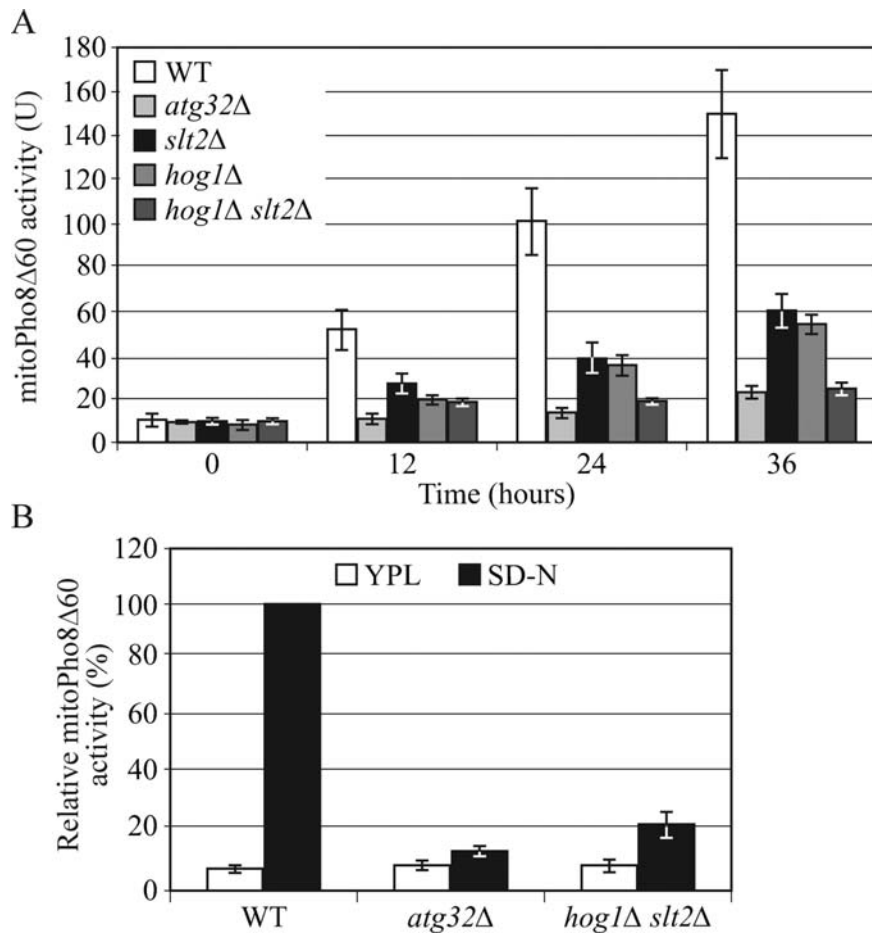 A
mitoPho8Δ60 activity (U)
180
160
140
120
100
80
60
40
20
0
WT
atg32Δ
slt2Δ
hog1Δ
hog1Δ slt2Δ
0 12 24 36
Time (hours)
B
Relative mitoPho8Δ60
activity (%)
120
100
80
60
40
20
0
YPL SD-N
WT atg32Δ hog1Δ slt2Δ